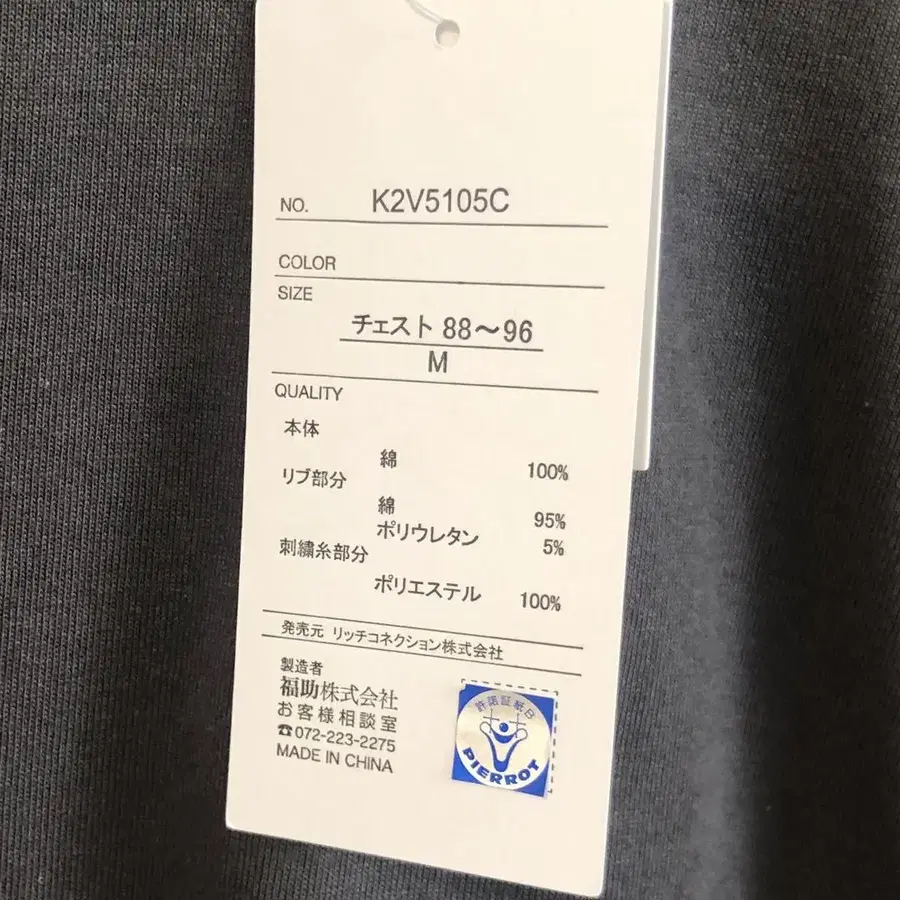 NO. K2V5105C
COLOR
SIZE
チェスト 88〜96
M
QUALITY
本体
綿 100%
リブ部分
綿 95%
ポリウレタン 5%
刺繍糸部分
ポリエステル 100%
発売元 リッチコネクション株式会社
製造者
福助株式会社
お客様相談室
☎072-223-2275
MADE IN CHINA
許諾証紙B
PIERROT